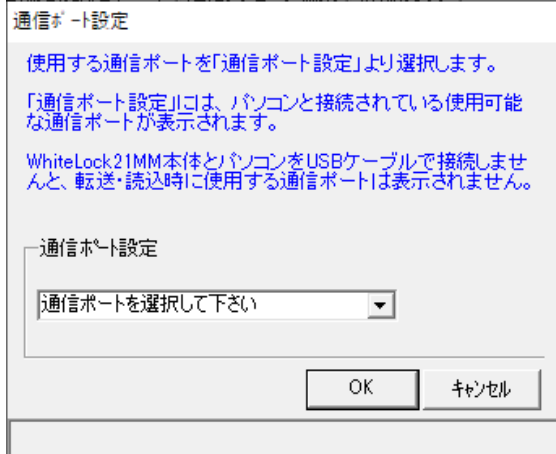 通信ﾎﾟｰﾄ設定
使用する通信ポートを「通信ポート設定」より選択します。
「通信ポート設定」には、パソコンと接続されている使用可能
な通信ポートが表示されます。
WhiteLock21MM本体とパソコンをUSBケーブルで接続しませ
んと、転送・読込時に使用する通信ポートは表示されません。
通信ﾎﾟｰﾄ設定
通信ポートを選択して下さい
OK
ｷｬﾝｾﾙ